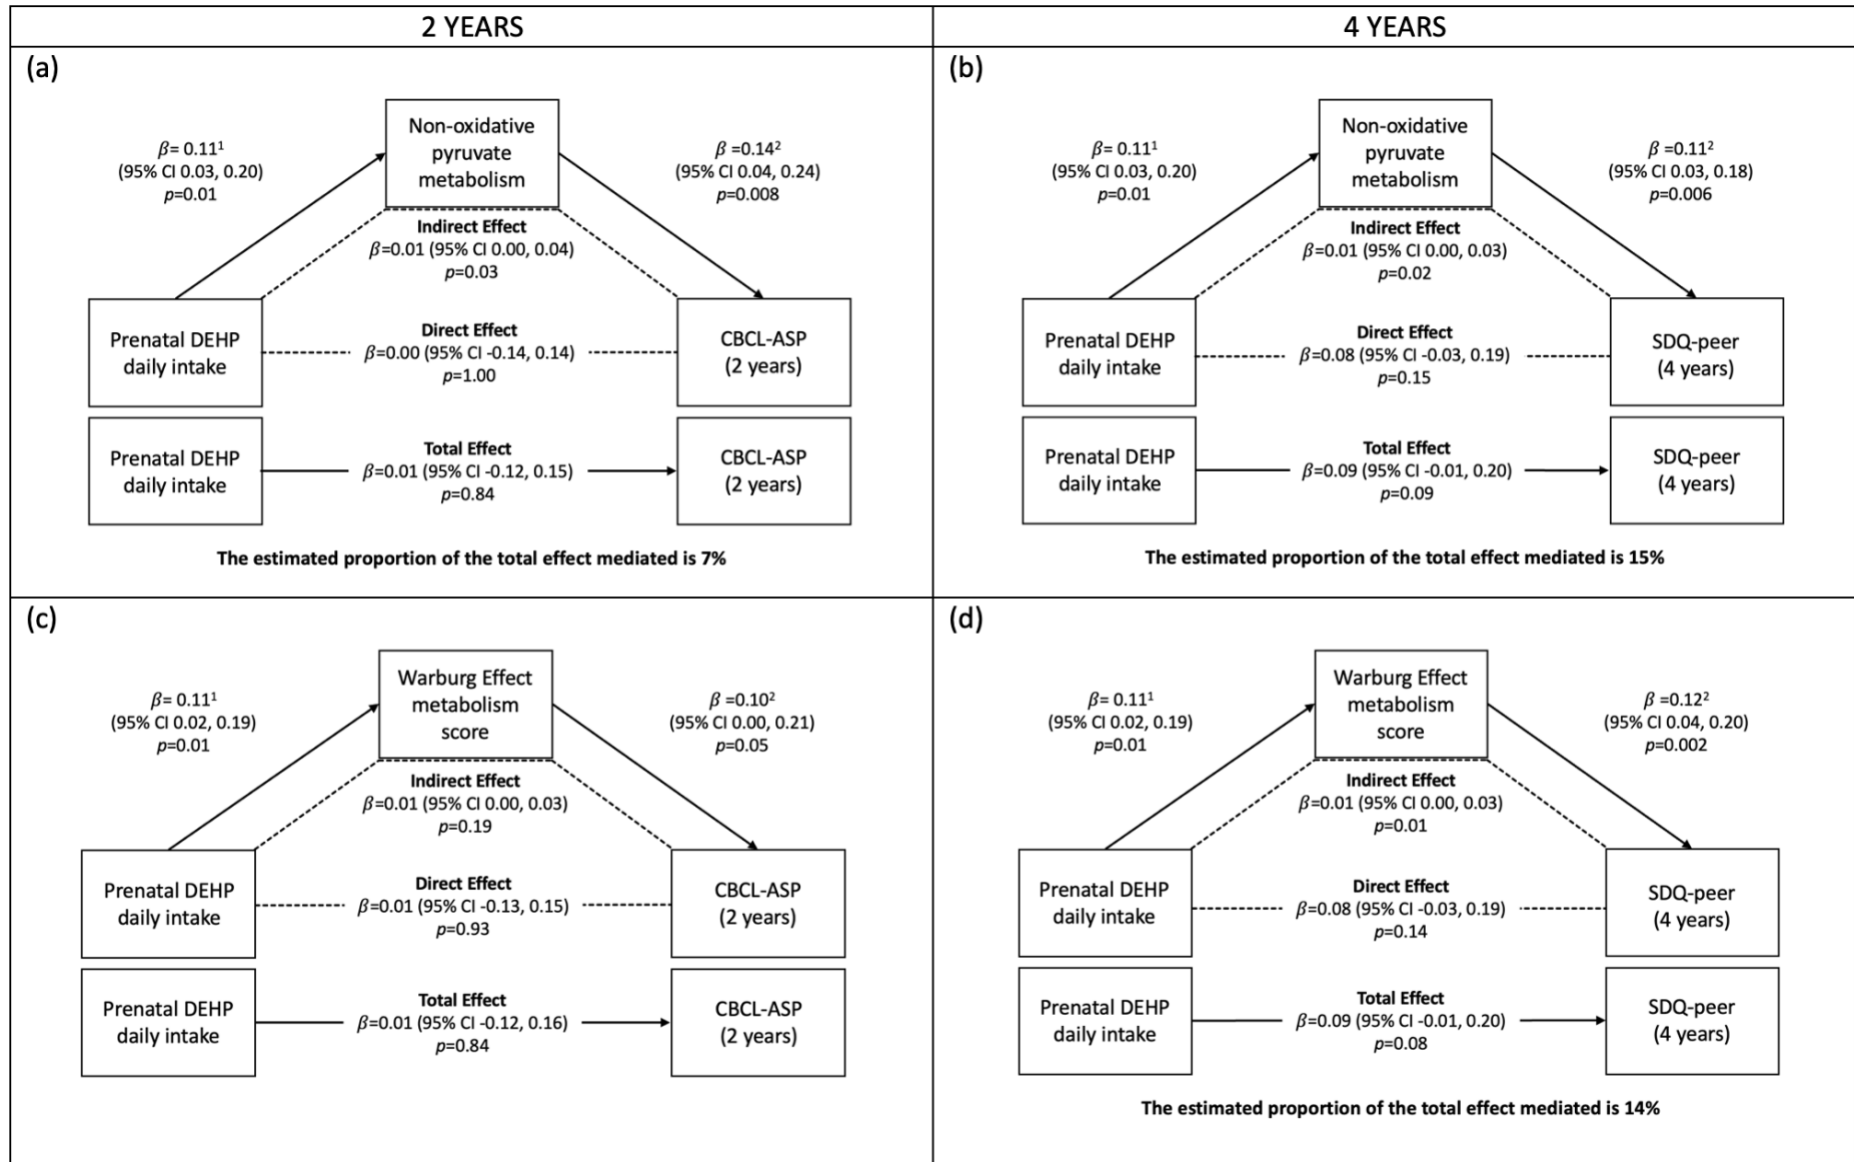 2 YEARS
4 YEARS
(a)
Non-oxidative
pyruvate
metabolism
β= 0.11¹
(95% CI 0.03, 0.20)
p=0.01
β =0.14²
(95% CI 0.04, 0.24)
p=0.008
Indirect Effect
β=0.01 (95% CI 0.00, 0.04)
p=0.03
Prenatal DEHP
daily intake
Direct Effect
β=0.00 (95% CI -0.14, 0.14)
p=1.00
CBCL-ASP
(2 years)
Prenatal DEHP
daily intake
Total Effect
β=0.01 (95% CI -0.12, 0.15)
p=0.84
CBCL-ASP
(2 years)
The estimated proportion of the total effect mediated is 7%
(b)
Non-oxidative
pyruvate
metabolism
β= 0.11¹
(95% CI 0.03, 0.20)
p=0.01
β =0.11²
(95% CI 0.03, 0.18)
p=0.006
Indirect Effect
β=0.01 (95% CI 0.00, 0.03)
p=0.02
Prenatal DEHP
daily intake
Direct Effect
β=0.08 (95% CI -0.03, 0.19)
p=0.15
SDQ-peer
(4 years)
Prenatal DEHP
daily intake
Total Effect
β=0.09 (95% CI -0.01, 0.20)
p=0.09
SDQ-peer
(4 years)
The estimated proportion of the total effect mediated is 15%
(c)
Warburg Effect
metabolism
score
β= 0.11¹
(95% CI 0.02, 0.19)
p=0.01
β =0.10²
(95% CI 0.00, 0.21)
p=0.05
Indirect Effect
β=0.01 (95% CI 0.00, 0.03)
p=0.19
Prenatal DEHP
daily intake
Direct Effect
β=0.01 (95% CI -0.13, 0.15)
p=0.93
CBCL-ASP
(2 years)
Prenatal DEHP
daily intake
Total Effect
β=0.01 (95% CI -0.12, 0.16)
p=0.84
CBCL-ASP
(2 years)
(d)
Warburg Effect
metabolism
score
β= 0.11¹
(95% CI 0.02, 0.19)
p=0.01
β =0.12²
(95% CI 0.04, 0.20)
p=0.002
Indirect Effect
β=0.01 (95% CI 0.00, 0.03)
p=0.01
Prenatal DEHP
daily intake
Direct Effect
β=0.08 (95% CI -0.03, 0.19)
p=0.14
SDQ-peer
(4 years)
Prenatal DEHP
daily intake
Total Effect
β=0.09 (95% CI -0.01, 0.20)
p=0.08
SDQ-peer
(4 years)
The estimated proportion of the total effect mediated is 14%